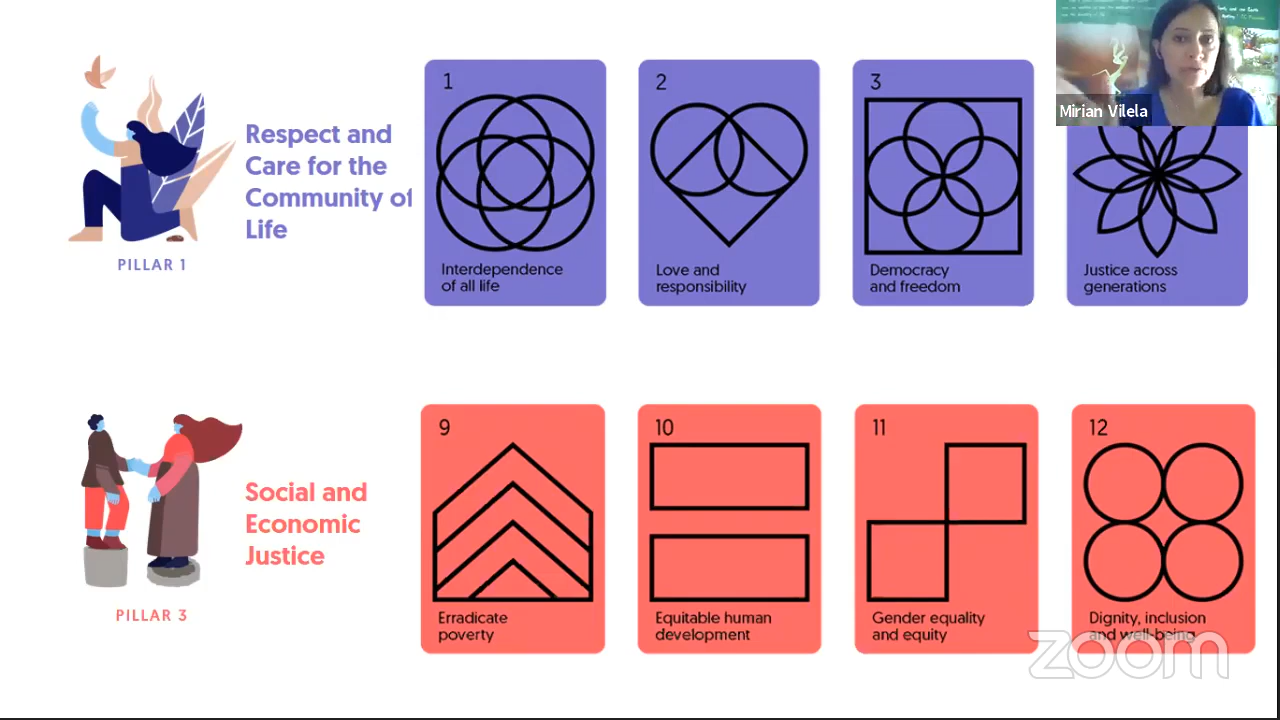 Respect and
Care for the
Community of
Life
PILLAR 1
1
Interdependence
of all life
2
Love and
responsibility
3
Democracy
and freedom
Justice across
generations
Mirian Vilela
Social and
Economic
Justice
PILLAR 3
9
Erradicate
poverty
10
Equitable human
development
11
Gender equality
and equity
12
Dignity, inclusion
and well-being
zoom